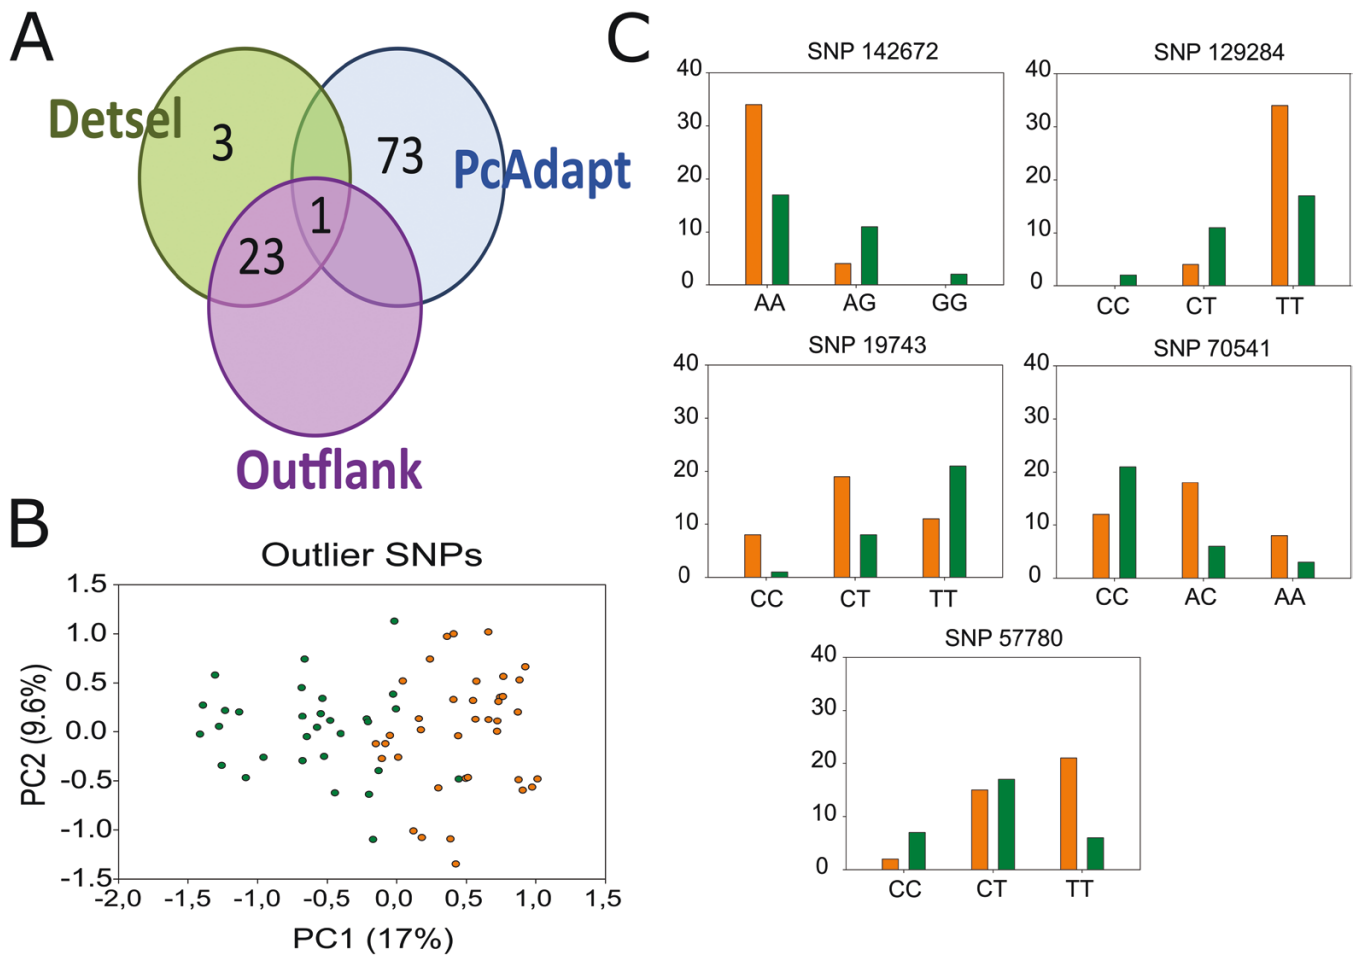 A
Detsel
3
73
PcAdapt
1
23
Outflank
B
Outlier SNPs
1.5
1.0
0.5
0.0
-0.5
-1.0
-1.5
PC2 (9.6%)
-2,0 -1,5 -1,0 -0,5 0,0 0,5 1,0 1,5
PC1 (17%)
C
SNP 142672
40
30
20
10
0
AA AG GG
SNP 129284
40
30
20
10
0
CC CT TT
SNP 19743
40
30
20
10
0
CC CT TT
SNP 70541
40
30
20
10
0
CC AC AA
SNP 57780
40
30
20
10
0
CC CT TT